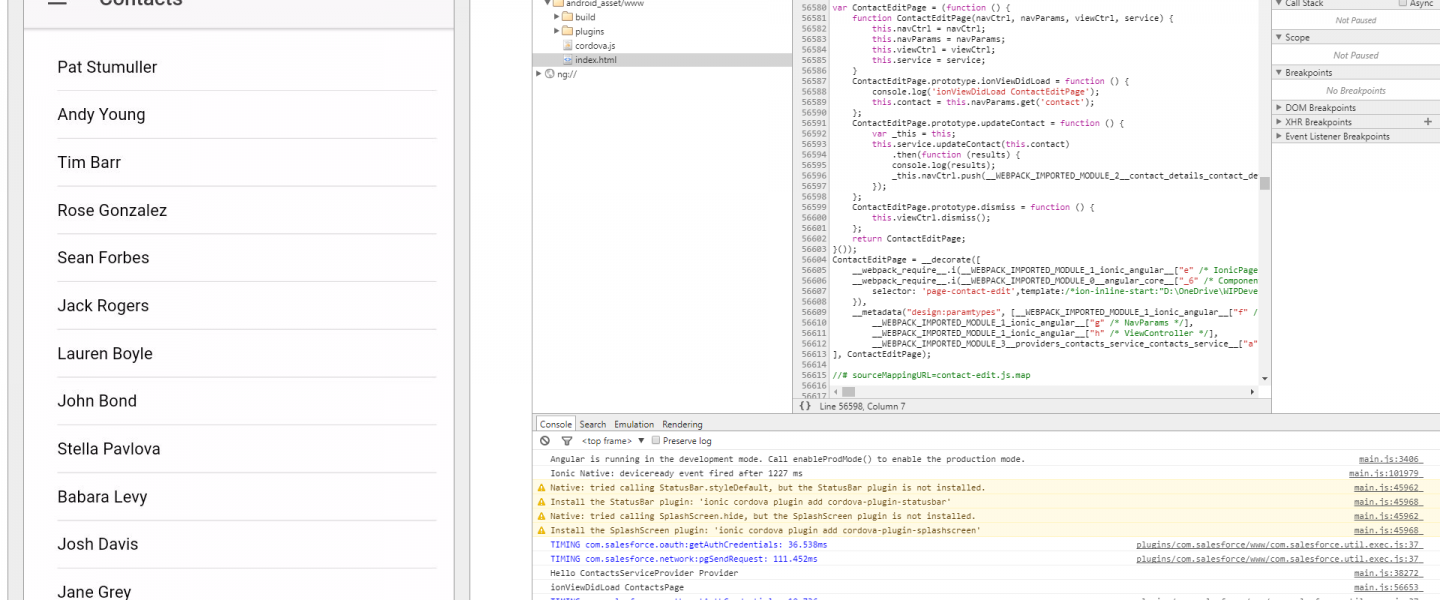 Contacts
Pat Stumuller
Andy Young
Tim Barr
Rose Gonzalez
Sean Forbes
Jack Rogers
Lauren Boyle
John Bond
Stella Pavlova
Babara Levy
Josh Davis
Jane Grey
android_asset/www
build
plugins
cordova.js
index.html
ng://
56580 var ContactEditPage = (function () {
56581 function ContactEditPage(navCtrl, navParams, viewCtrl, service) {
56582 this.navCtrl = navCtrl;
56583 this.navParams = navParams;
56584 this.viewCtrl = viewCtrl;
56585 this.service = service;
56586 }
56587 ContactEditPage.prototype.ionViewDidLoad = function () {
56588 console.log('ionViewDidLoad ContactEditPage');
56589 this.contact = this.navParams.get('contact');
56590 };
56591 ContactEditPage.prototype.updateContact = function () {
56592 var _this = this;
56593 this.service.updateContact(this.contact)
56594 .then(function (results) {
56595 console.log(results);
56596 _this.navCtrl.push(__WEBPACK_IMPORTED_MODULE_2__contact_details_contact_de
56597 });
56598 };
56599 ContactEditPage.prototype.dismiss = function () {
56600 this.viewCtrl.dismiss();
56601 };
56602 return ContactEditPage;
56603 }());
56604 ContactEditPage = __decorate([
56605 __webpack_require__.i(__WEBPACK_IMPORTED_MODULE_1_ionic_angular__["e" /* IonicPage
56606 __webpack_require__.i(__WEBPACK_IMPORTED_MODULE_0__angular_core__["_6" /* Componen
56607 selector: 'page-contact-edit',template:/*ion-inline-start:"D:\OneDrive\WIPDeve
56608 }),
56609 __metadata("design:paramtypes", [__WEBPACK_IMPORTED_MODULE_1_ionic_angular__["f" /
56610 __WEBPACK_IMPORTED_MODULE_1_ionic_angular__["g" /* NavParams */],
56611 __WEBPACK_IMPORTED_MODULE_1_ionic_angular__["h" /* ViewController */],
56612 __WEBPACK_IMPORTED_MODULE_3__providers_contacts_service_contacts_service__["a"
56613 ], ContactEditPage);
56614
56615 //# sourceMappingURL=contact-edit.js.map
56616
56617
{} Line 56598, Column 7
Call Stack Async
Not Paused
Scope
Not Paused
Breakpoints
No Breakpoints
DOM Breakpoints
XHR Breakpoints +
Event Listener Breakpoints
Console Search Emulation Rendering
<top frame> ▼ Preserve log
Angular is running in the development mode. Call enableProdMode() to enable the production mode. main.js:3406
Ionic Native: deviceready event fired after 1227 ms main.js:101979
Native: tried calling StatusBar.styleDefault, but the StatusBar plugin is not installed. main.js:45962
Install the StatusBar plugin: 'ionic cordova plugin add cordova-plugin-statusbar' main.js:45968
Native: tried calling SplashScreen.hide, but the SplashScreen plugin is not installed. main.js:45962
Install the SplashScreen plugin: 'ionic cordova plugin add cordova-plugin-splashscreen' main.js:45968
TIMING com.salesforce.oauth:getAuthCredentials: 36.538ms plugins/com.salesforce/www/com.salesforce.util.exec.js:37
TIMING com.salesforce.network:pgSendRequest: 111.452ms plugins/com.salesforce/www/com.salesforce.util.exec.js:37
Hello ContactsServiceProvider Provider main.js:38272
ionViewDidLoad ContactsPage main.js:56653